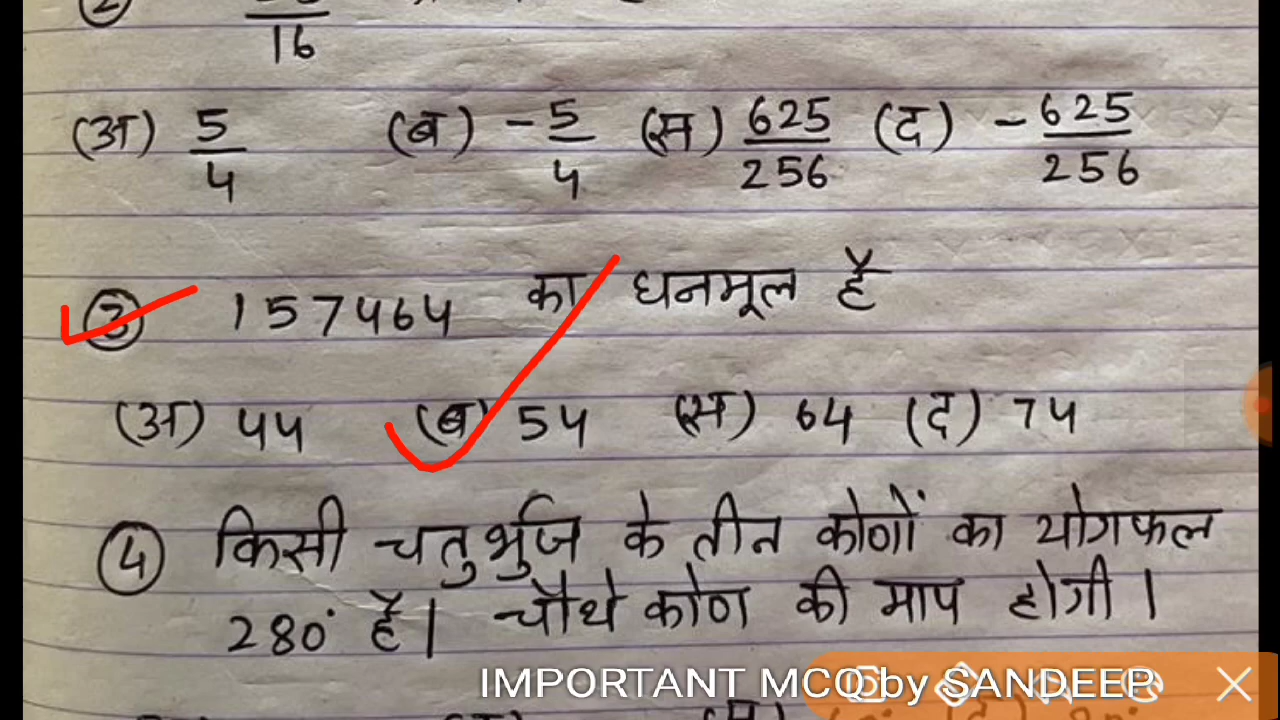 16
(अ) 5/4 (ब) -5/4 (स) 625/256 (द) -625/256
③ 157464 का घनमूल है
(अ) 44 (ब) 54 (स) 64 (द) 74
④ किसी चतुर्भुज के तीन कोणों का योगफल
280° है। चौथे कोण की माप होगी।
IMPORTANT MCQ by SANDEEP